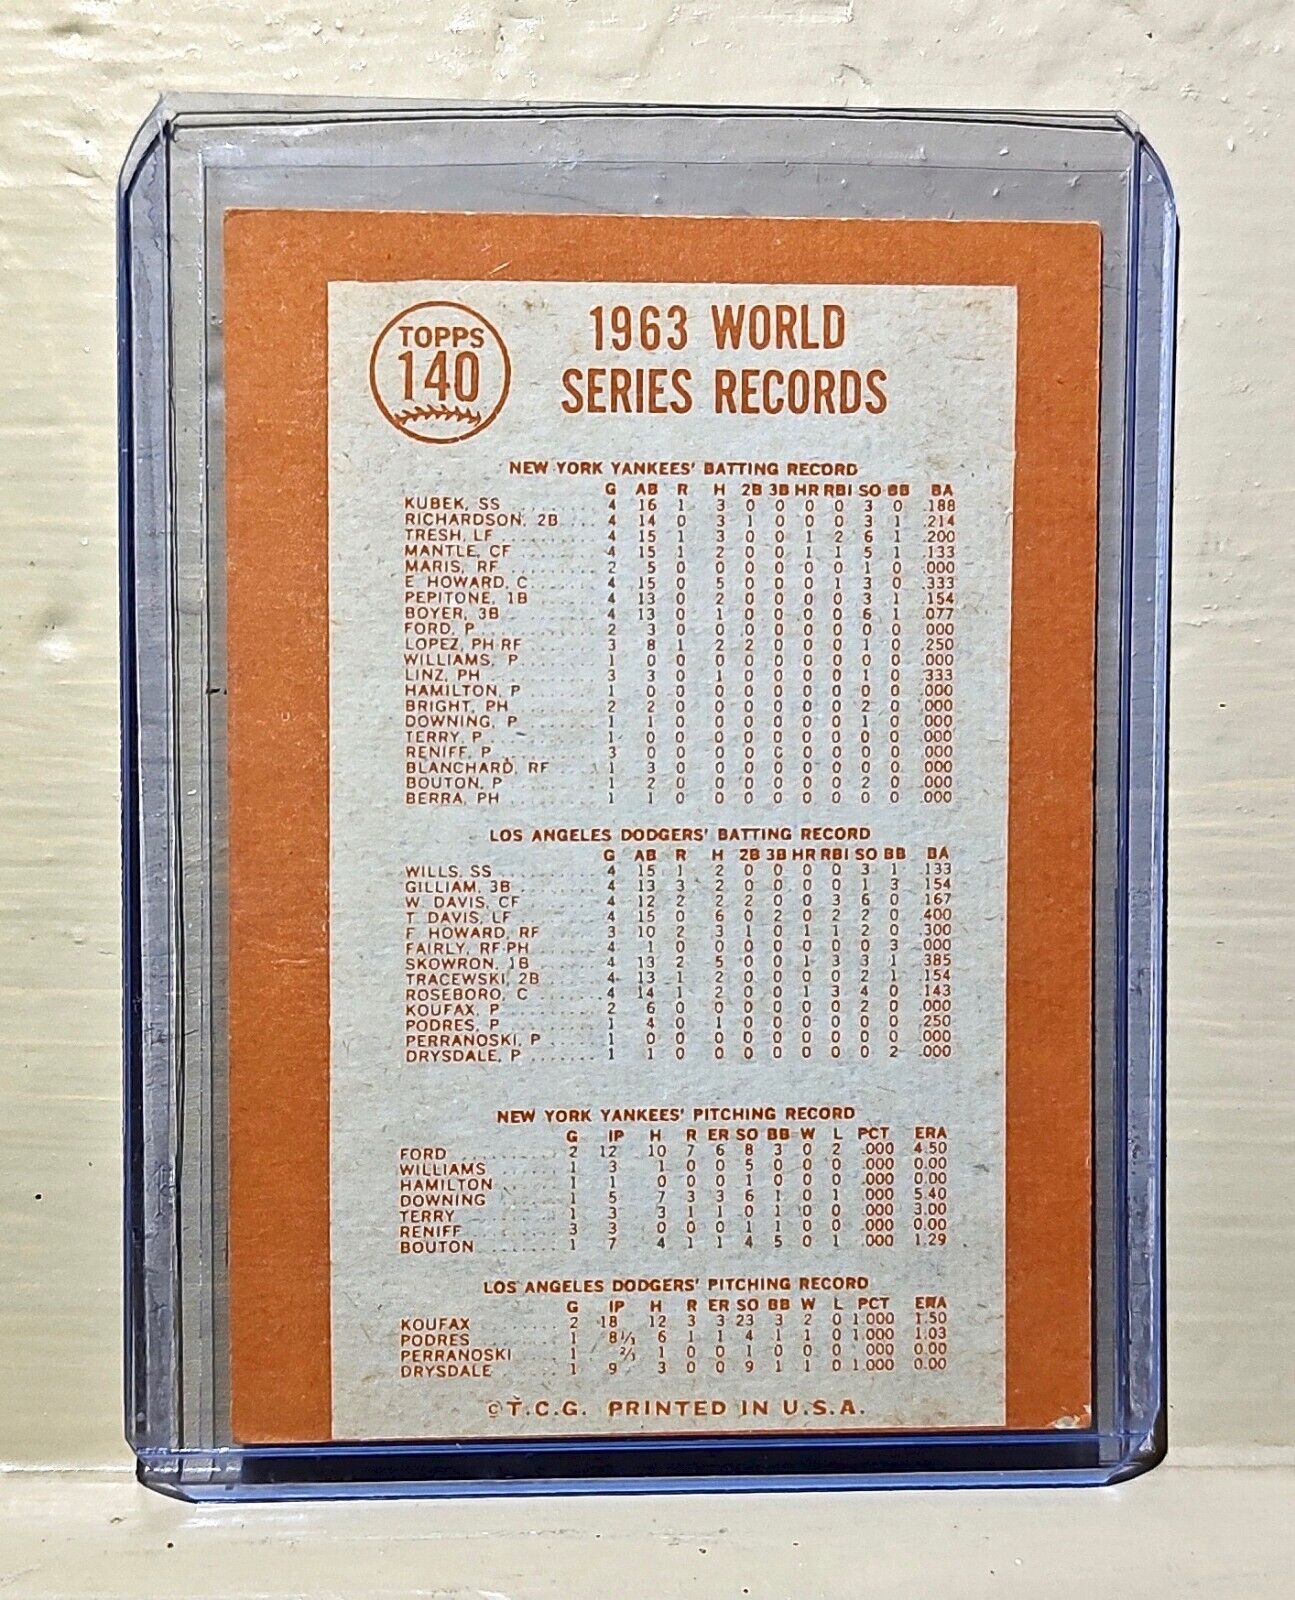 TOPPS
140
1963 WORLD
SERIES RECORDS
NEW YORK YANKEES' BATTING RECORD
G AB R H 2B 3B HR RBI SO BB BA
KUBEK, SS 4 16 1 3 0 0 0 0 3 0 .188
RICHARDSON, 2B 4 14 0 3 1 0 0 0 3 1 .214
TRESH, LF 4 15 1 3 0 0 1 2 6 1 .200
MANTLE, CF 4 15 1 2 0 0 1 1 5 1 .133
MARIS, RF 2 5 0 0 0 0 0 0 1 0 .000
E. HOWARD, C 4 15 0 5 0 0 0 1 3 0 .333
PEPITONE, 1B 4 13 0 2 0 0 0 0 3 1 .154
BOYER, 3B 4 13 0 1 0 0 0 0 6 1 .077
FORD, P 2 3 0 0 0 0 0 0 0 0 .000
LOPEZ, PH RF 3 8 1 2 2 0 0 0 1 0 .250
WILLIAMS, P 1 0 0 0 0 0 0 0 0 0 .000
LINZ, PH 3 3 0 1 0 0 0 0 1 0 .333
HAMILTON, P 1 0 0 0 0 0 0 0 0 0 .000
BRIGHT, PH 2 2 0 0 0 0 0 0 2 0 .000
DOWNING, P 1 1 0 0 0 0 0 0 1 0 .000
TERRY, P 1 0 0 0 0 0 0 0 0 0 .000
RENIFF, P 3 0 0 0 0 0 0 0 0 0 .000
BLANCHARD, RF 1 3 0 0 0 0 0 0 0 0 .000
BOUTON, P 1 2 0 0 0 0 0 0 2 0 .000
BERRA, PH 1 1 0 0 0 0 0 0 0 0 .000
LOS ANGELES DODGERS' BATTING RECORD
G AB R H 2B 3B HR RBI SO BB BA
WILLS, SS 4 15 1 2 0 0 0 0 3 1 .133
GILLIAM, 3B 4 13 3 2 0 0 0 0 1 3 .154
W. DAVIS, CF 4 12 2 2 2 0 0 3 6 0 .167
T. DAVIS, LF 4 15 0 6 0 2 0 2 2 0 .400
F. HOWARD, RF 3 10 2 3 1 0 1 1 2 0 .300
FAIRLY, RF-PH 4 1 0 0 0 0 0 0 0 3 .000
SKOWRON, 1B 4 13 2 5 0 0 1 3 3 1 .385
TRACEWSKI, 2B 4 13 1 2 0 0 0 0 2 1 .154
ROSEBORO, C 4 14 1 2 0 0 1 3 4 0 .143
KOUFAX, P 2 6 0 0 0 0 0 0 2 0 .000
PODRES, P 1 4 0 1 0 0 0 0 0 0 .250
PERRANOSKI, P 1 0 0 0 0 0 0 0 0 0 .000
DRYSDALE, P 1 1 0 0 0 0 0 0 0 2 .000
NEW YORK YANKEES' PITCHING RECORD
G IP H R ER SO BB W L PCT ERA
FORD 2 12 10 7 6 8 3 0 2 .000 4.50
WILLIAMS 1 3 1 0 0 5 0 0 0 .000 0.00
HAMILTON 1 1 0 0 0 1 0 0 0 .000 0.00
DOWNING 1 5 7 3 3 6 1 0 1 .000 5.40
TERRY 1 3 3 1 1 0 1 0 0 .000 3.00
RENIFF 3 3 0 0 0 1 1 0 0 .000 0.00
BOUTON 1 7 4 1 1 4 5 0 1 .000 1.29
LOS ANGELES DODGERS' PITCHING RECORD
G IP H R ER SO BB W L PCT ERA
KOUFAX 2 18 12 3 3 23 3 2 0 1.000 1.50
PODRES 1 8⅓ 6 1 1 4 1 1 0 1.000 1.03
PERRANOSKI 1 ⅔ 1 0 0 1 0 0 0 .000 0.00
DRYSDALE 1 9 3 0 0 9 1 1 0 1.000 0.00
© T.C.G. PRINTED IN U.S.A.